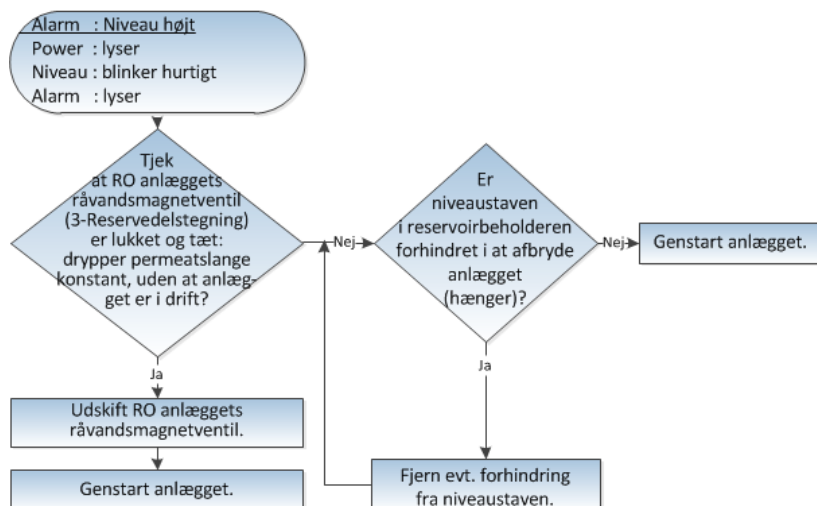 Alarm : Niveau højt
Power : lyser
Niveau : blinker hurtigt
Alarm : lyser
Tjek
at RO anlæggets
råvandsmagnetventil
(3-Reservedelstegning)
er lukket og tæt:
drypper permeatslange
konstant, uden at anlæg-
get er i drift?
Nej
Er
niveaustaven
i reservoirbeholderen
forhindret i at afbryde
anlægget
(hænger)?
Nej
Genstart anlægget.
Ja
Udskift RO anlæggets
råvandsmagnetventil.
Genstart anlægget.
Ja
Fjern evt. forhindring
fra niveaustaven.